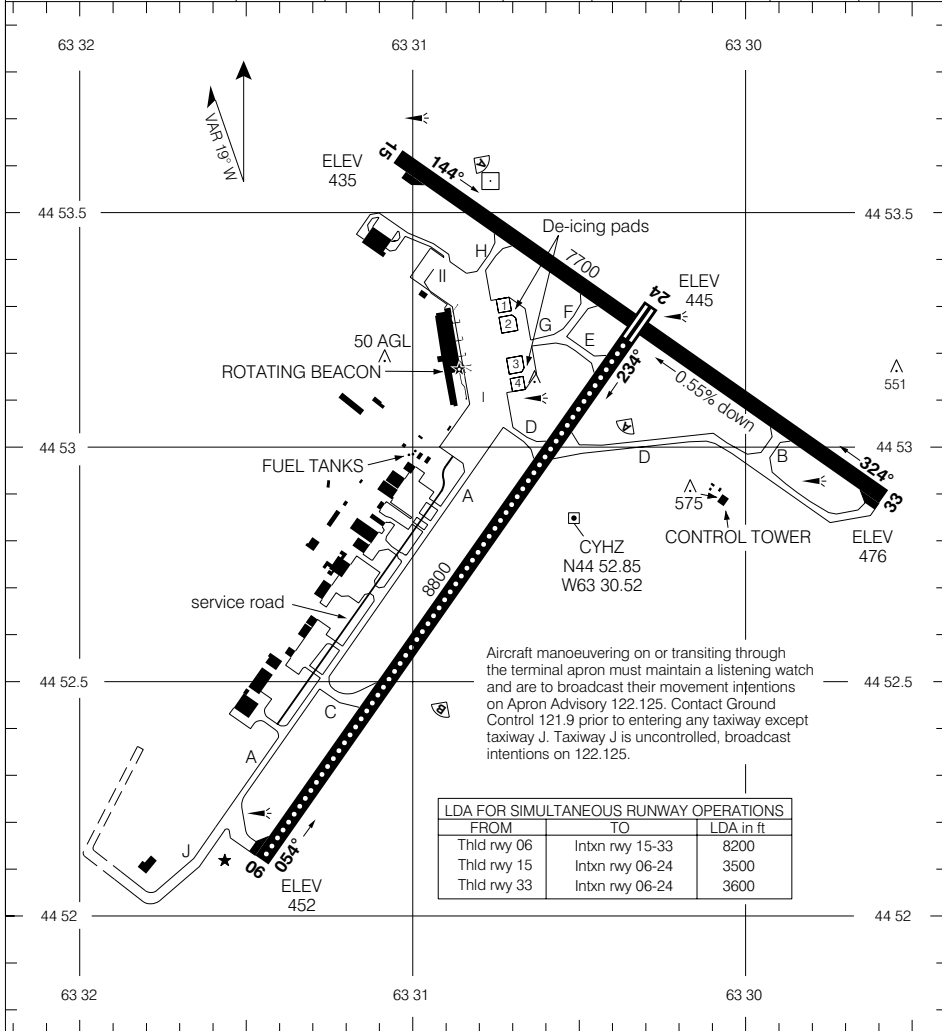 63 32
63 31
63 30
VAR 19° W
15
144°
ELEV
435
A
44 53.5
44 53.5
De-icing pads
H
II
7700
24
ELEV
445
1
2
F
G
E
50 AGL
3
4
ROTATING BEACON
234°
0.55% down
551
I
D
A
D
B
44 53
44 53
324°
33
FUEL TANKS
A
575
CONTROL TOWER
ELEV
476
CYHZ
N44 52.85
W63 30.52
8800
service road
Aircraft manoeuvering on or transiting through
the terminal apron must maintain a listening watch
and are to broadcast their movement intentions
on Apron Advisory 122.125. Contact Ground
Control 121.9 prior to entering any taxiway except
taxiway J. Taxiway J is uncontrolled, broadcast
intentions on 122.125.
44 52.5
44 52.5
C
B
A
J
06
054°
ELEV
452
LDA FOR SIMULTANEOUS RUNWAY OPERATIONS
FROM TO LDA in ft
Thld rwy 06 Intxn rwy 15-33 8200
Thld rwy 15 Intxn rwy 06-24 3500
Thld rwy 33 Intxn rwy 06-24 3600
44 52
44 52
63 32
63 31
63 30